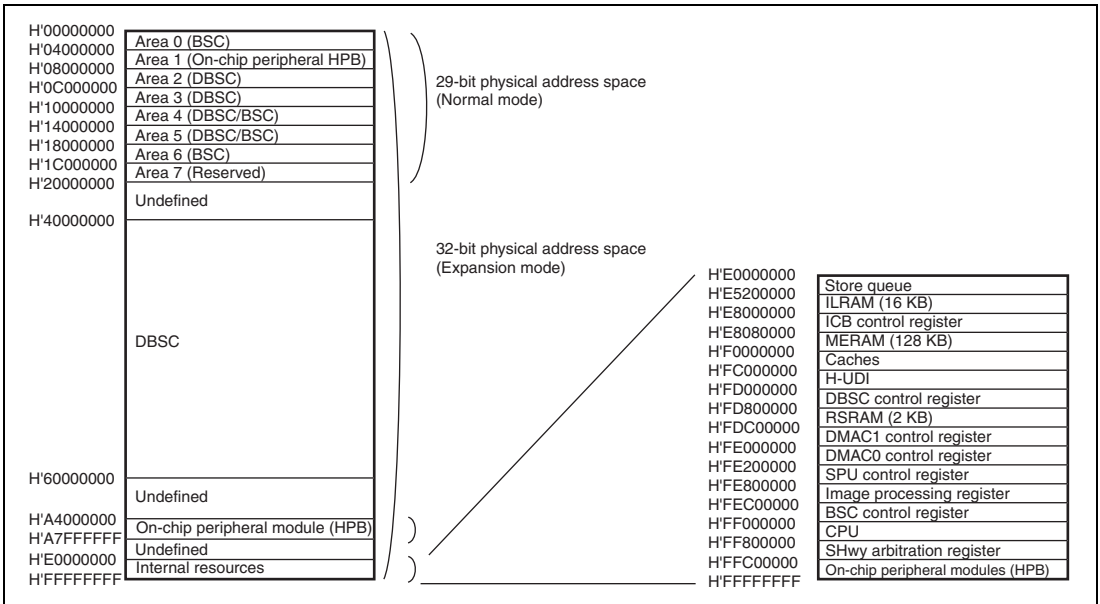 H'00000000
Area 0 (BSC)
H'04000000
Area 1 (On-chip peripheral HPB)
H'08000000
Area 2 (DBSC)
H'0C000000
Area 3 (DBSC)
H'10000000
Area 4 (DBSC/BSC)
H'14000000
Area 5 (DBSC/BSC)
H'18000000
Area 6 (BSC)
H'1C000000
Area 7 (Reserved)
H'20000000
Undefined
H'40000000
DBSC
H'60000000
Undefined
H'A4000000
On-chip peripheral module (HPB)
H'A7FFFFFF
Undefined
H'E0000000
Internal resources
H'FFFFFFFF
29-bit physical address space
(Normal mode)
32-bit physical address space
(Expansion mode)
H'E0000000
Store queue
H'E5200000
ILRAM (16 KB)
H'E8000000
ICB control register
H'E8080000
MERAM (128 KB)
H'F0000000
Caches
H'FC000000
H-UDI
H'FD000000
DBSC control register
H'FD800000
RSRAM (2 KB)
H'FDC00000
DMAC1 control register
H'FE000000
DMAC0 control register
H'FE200000
SPU control register
H'FE800000
Image processing register
H'FEC00000
BSC control register
H'FF000000
CPU
H'FF800000
SHwy arbitration register
H'FFC00000
On-chip peripheral modules (HPB)
H'FFFFFFFF